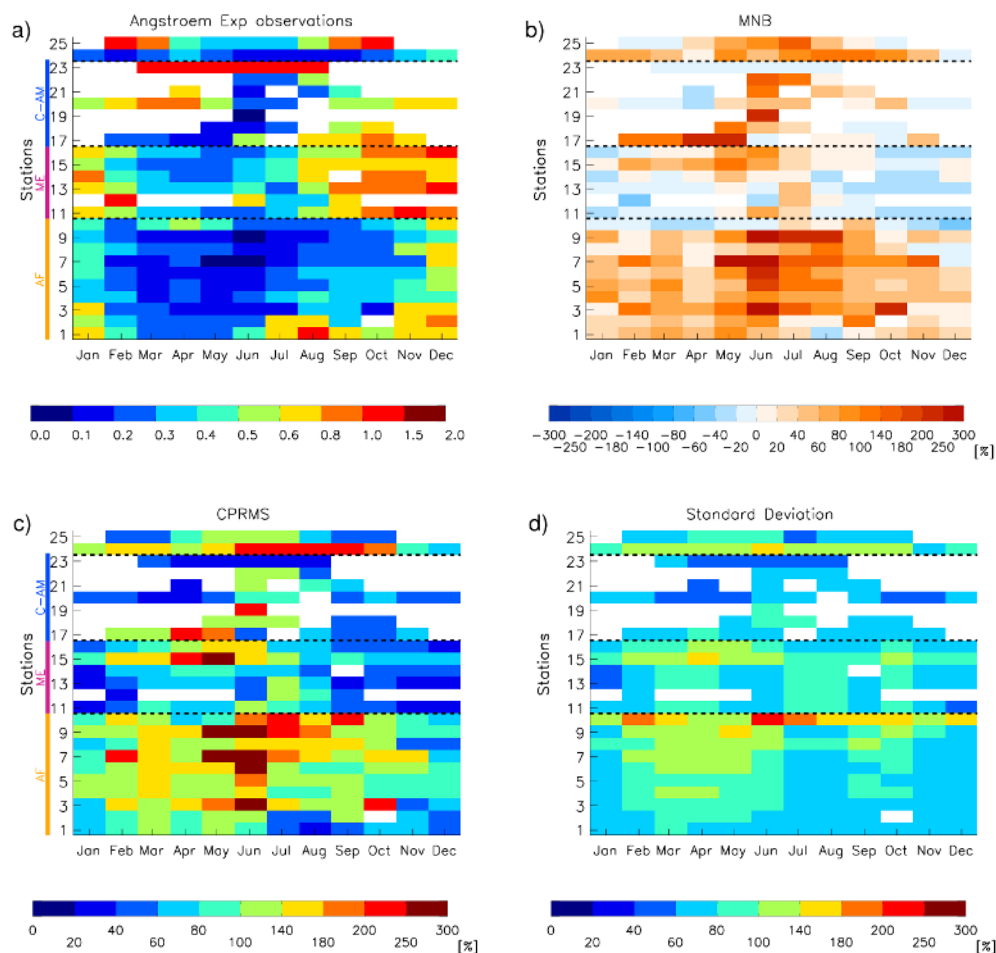 a)
Angstroem Exp observations
25
23
21
19
17
15
13
11
9
7
5
3
1
Stations
C-AM
ME
AF
Jan Feb Mar Apr May Jun Jul Aug Sep Oct Nov Dec
0.0 0.1 0.2 0.3 0.4 0.5 0.6 0.8 1.0 1.5 2.0
b)
MNB
25
23
21
19
17
15
13
11
9
7
5
3
1
Stations
Jan Feb Mar Apr May Jun Jul Aug Sep Oct Nov Dec
-300 -200 -100 -60 -20 0 40 80 140 200 300
-250 -140 -80 -40 20 60 100 180 250 [%]
c)
CPRMS
25
23
21
19
17
15
13
11
9
7
5
3
1
Stations
C-AM
ME
AF
Jan Feb Mar Apr May Jun Jul Aug Sep Oct Nov Dec
0 40 80 140 200 300
20 60 100 180 250 [%]
d)
Standard Deviation
25
23
21
19
17
15
13
11
9
7
5
3
1
Stations
Jan Feb Mar Apr May Jun Jul Aug Sep Oct Nov Dec
0 40 80 140 200 300
20 60 100 180 250 [%]